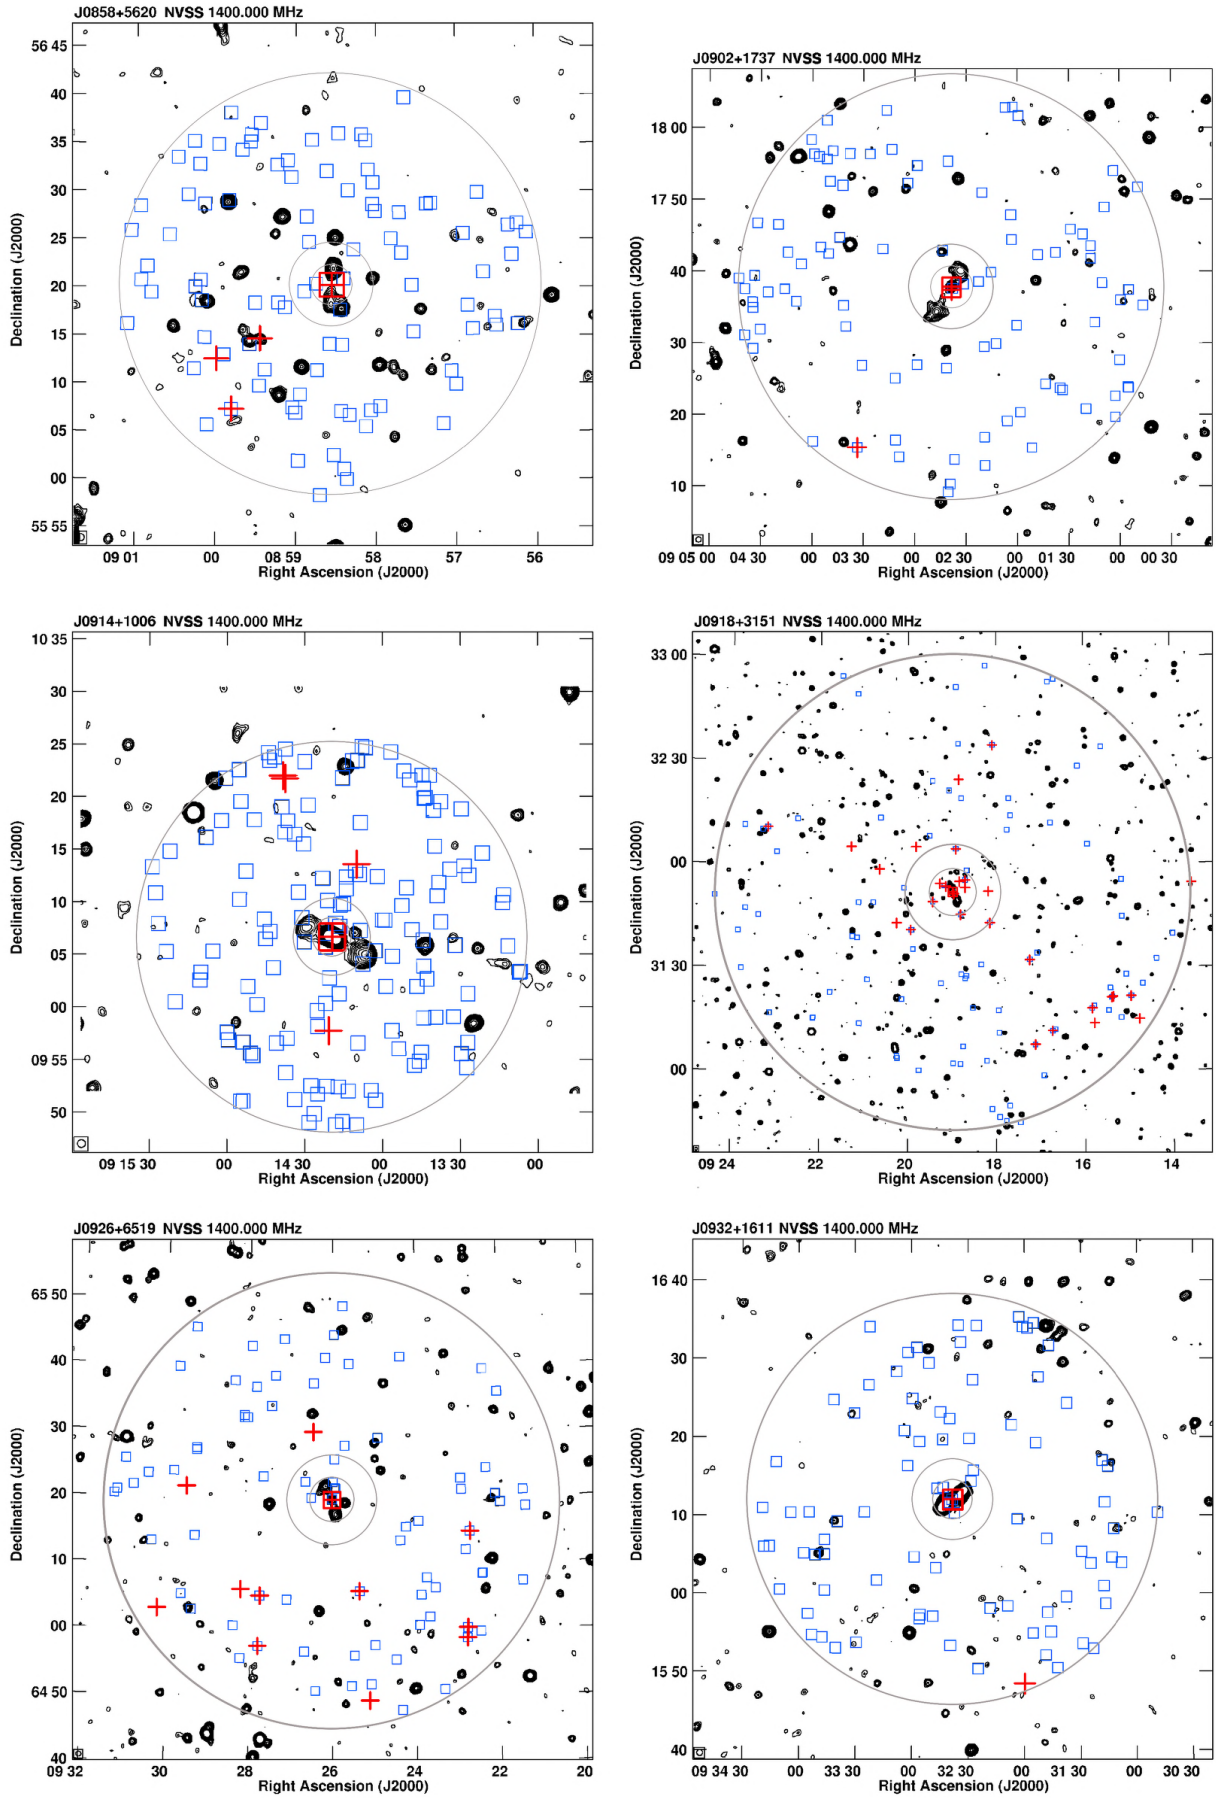 J0858+5620 NVSS 1400.000 MHz
Declination (J2000)
56 45
40
35
30
25
20
15
10
05
00
55 55
09 01 00 08 59 58 57 56
Right Ascension (J2000)
J0902+1737 NVSS 1400.000 MHz
Declination (J2000)
18 00
17 50
40
30
20
10
09 05 00 04 30 00 03 30 00 02 30 00 01 30 00 00 30
Right Ascension (J2000)
J0914+1006 NVSS 1400.000 MHz
Declination (J2000)
10 35
30
25
20
15
10
05
00
09 55
50
09 15 30 00 14 30 00 13 30 00
Right Ascension (J2000)
J0918+3151 NVSS 1400.000 MHz
Declination (J2000)
33 00
32 30
00
31 30
00
09 24 22 20 18 16 14
Right Ascension (J2000)
J0926+6519 NVSS 1400.000 MHz
Declination (J2000)
65 50
40
30
20
10
00
64 50
40
09 32 30 28 26 24 22 20
Right Ascension (J2000)
J0932+1611 NVSS 1400.000 MHz
Declination (J2000)
16 40
30
20
10
00
15 50
40
09 34 30 00 33 30 00 32 30 00 31 30 00 30 30
Right Ascension (J2000)